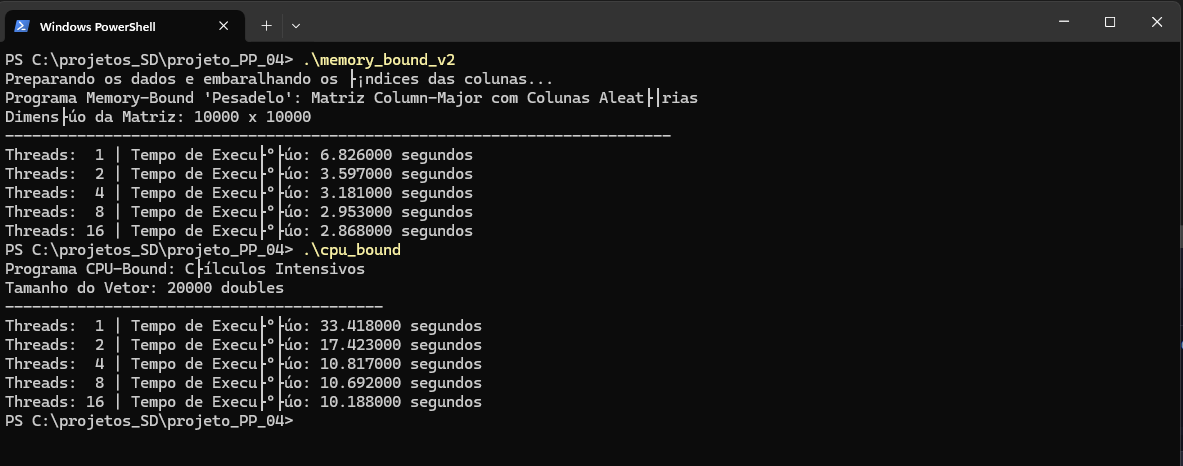 Windows PowerShell
PS C:\projetos_SD\projeto_PP_04> .\memory_bound_v2
Preparando os dados e embaralhando os ├¡ndices das colunas...
Programa Memory-Bound 'Pesadelo': Matriz Column-Major com Colunas Aleat├│rias
Dimens├úo da Matriz: 10000 x 10000
--------------------------------------------------------------------------
Threads:  1 | Tempo de Execu├º├úo: 6.826000 segundos
Threads:  2 | Tempo de Execu├º├úo: 3.597000 segundos
Threads:  4 | Tempo de Execu├º├úo: 3.181000 segundos
Threads:  8 | Tempo de Execu├º├úo: 2.953000 segundos
Threads: 16 | Tempo de Execu├º├úo: 2.868000 segundos
PS C:\projetos_SD\projeto_PP_04> .\cpu_bound
Programa CPU-Bound: C├ílculos Intensivos
Tamanho do Vetor: 20000 doubles
------------------------------------------
Threads:  1 | Tempo de Execu├º├úo: 33.418000 segundos
Threads:  2 | Tempo de Execu├º├úo: 17.423000 segundos
Threads:  4 | Tempo de Execu├º├úo: 10.817000 segundos
Threads:  8 | Tempo de Execu├º├úo: 10.692000 segundos
Threads: 16 | Tempo de Execu├º├úo: 10.188000 segundos
PS C:\projetos_SD\projeto_PP_04>